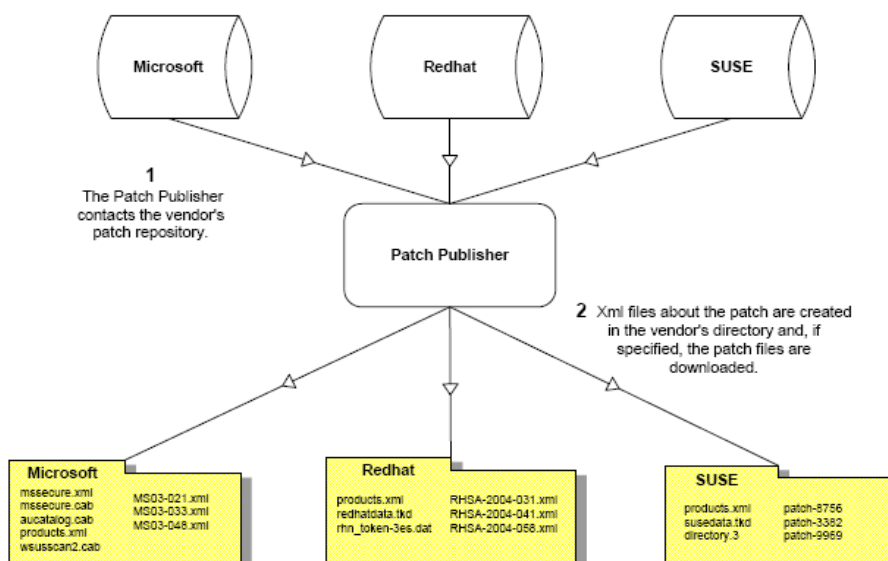 Microsoft
Redhat
SUSE
1
The Patch Publisher
contacts the vendor's
patch repository.
Patch Publisher
2 Xml files about the patch are created
in the vendor's directory and, if
specified, the patch files are
downloaded.
Microsoft
mssecure.xml
mssecure.cab
aucatalog.cab
products.xml
wsusscan2.cab
MS03-021.xml
MS03-033.xml
MS03-048.xml
Redhat
products.xml
redhatdata.tkd
rhn_token-3es.dat
RHSA-2004-031.xml
RHSA-2004-041.xml
RHSA-2004-058.xml
SUSE
products.xml
susedata.tkd
directory.3
patch-8756
patch-3382
patch-9969